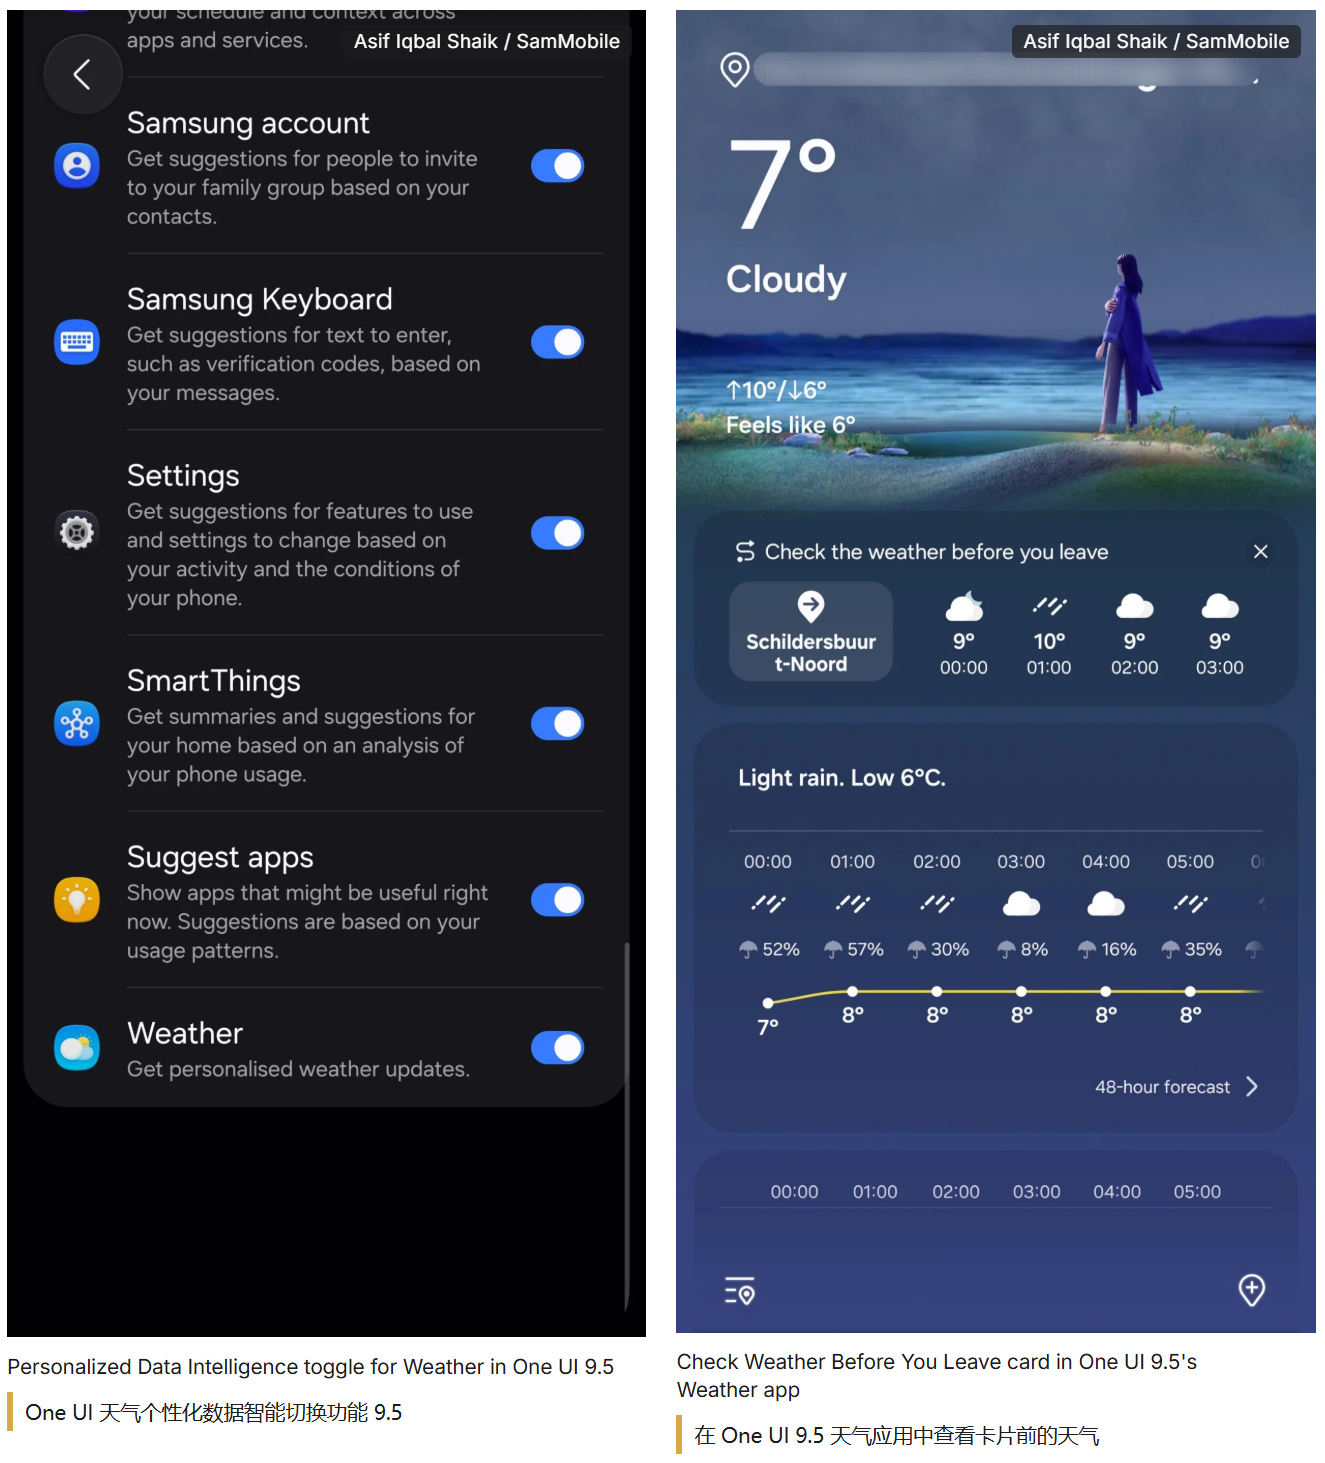 your schedule and context across
apps and services.
Asif Iqbal Shaik / SamMobile
Samsung account
Get suggestions for people to invite
to your family group based on your
contacts.
Samsung Keyboard
Get suggestions for text to enter,
such as verification codes, based on
your messages.
Settings
Get suggestions for features to use
and settings to change based on
your activity and the conditions of
your phone.
SmartThings
Get summaries and suggestions for
your home based on an analysis of
your phone usage.
Suggest apps
Show apps that might be useful right
now. Suggestions are based on your
usage patterns.
Weather
Get personalised weather updates.
Personalized Data Intelligence toggle for Weather in One UI 9.5
One UI 天气个性化数据智能切换功能 9.5
Asif Iqbal Shaik / SamMobile
7°
Cloudy
↑10°/↓6°
Feels like 6°
Check the weather before you leave
Schildersbuur
t-Noord
9° 10° 9° 9°
00:00 01:00 02:00 03:00
Light rain. Low 6°C.
00:00 01:00 02:00 03:00 04:00 05:00
52% 57% 30% 8% 16% 35%
7° 8° 8° 8° 8° 8°
48-hour forecast
00:00 01:00 02:00 03:00 04:00 05:00
Check Weather Before You Leave card in One UI 9.5's
Weather app
在 One UI 9.5 天气应用中查看卡片前的天气